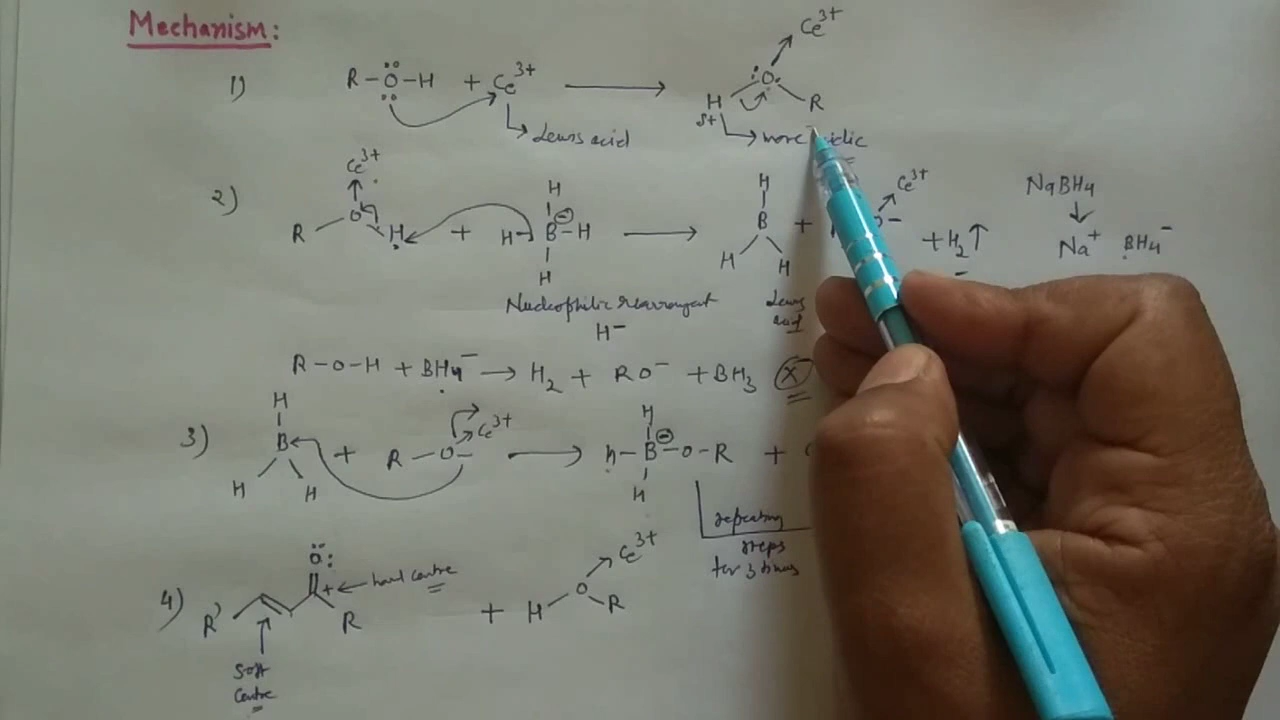 Mechanism:
1) R-Ö-H + Ce3+ → H O R Ce3+
Lewis acid
δ+ more acidic
2) R O H Ce3+ + H-B⊖-H H H → H B H H + O- Ce3+ + H2↑
NaBH4
Na+ BH4-
Nucleophilic rearrangent
H-
Lewis acid
R-O-H + BH4- → H2 + RO- + BH3 (X)
3) H B H H + R-O- Ce3+ → H-B⊖-O-R H H +
repeating
steps
for 3 times
4) R' O: R + H O R Ce3+
+ ← hard centre
Soft
Centre